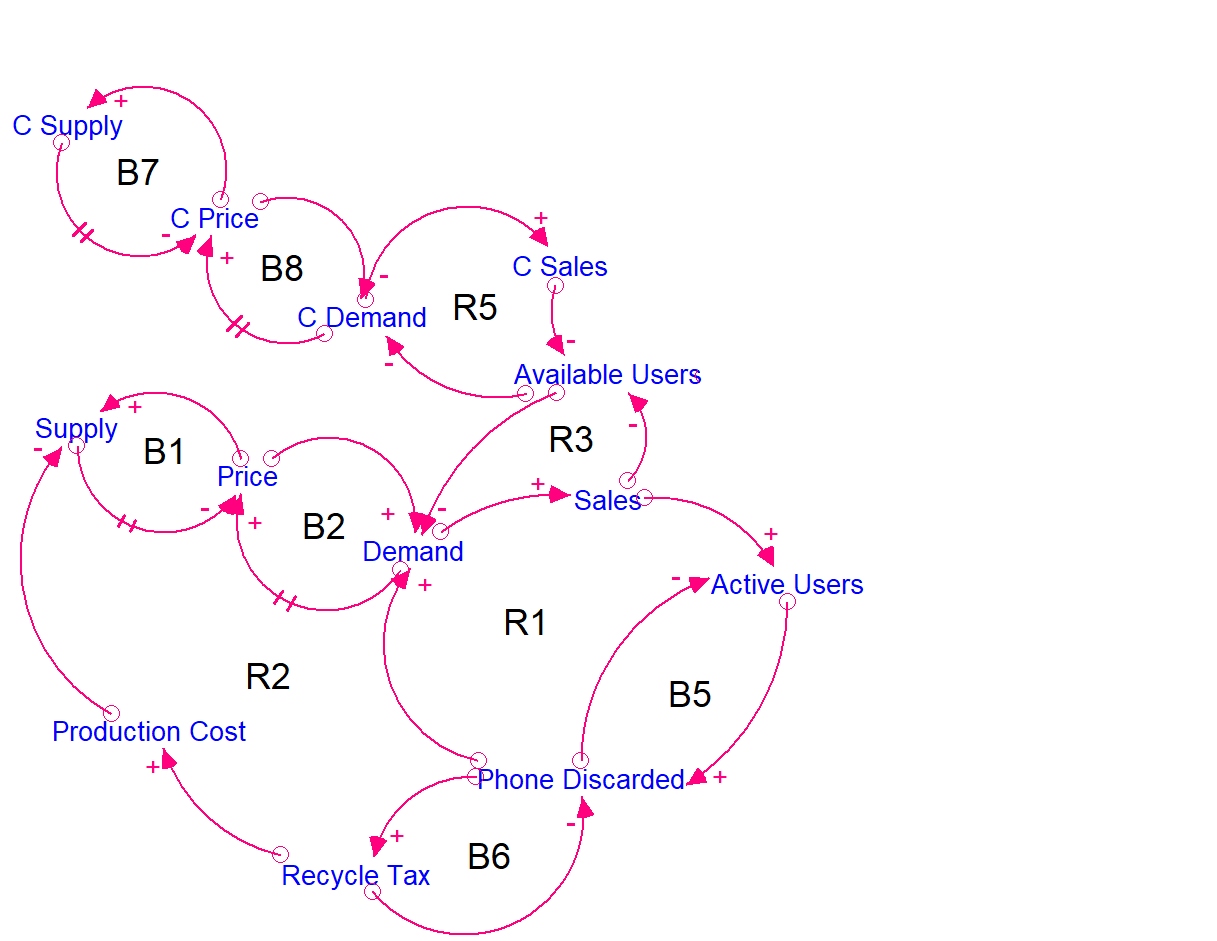 +
C Supply
B7
C Price
-
+
+
B8
-
C Sales
R5
C Demand
-
-
Available Users
+
Supply
-
B1
-
R3
Price
+
Sales
-
+
-
+
B2
+
Demand
+
-
Active Users
R1
R2
B5
Production Cost
+
Phone Discarded
+
-
+
B6
Recycle Tax